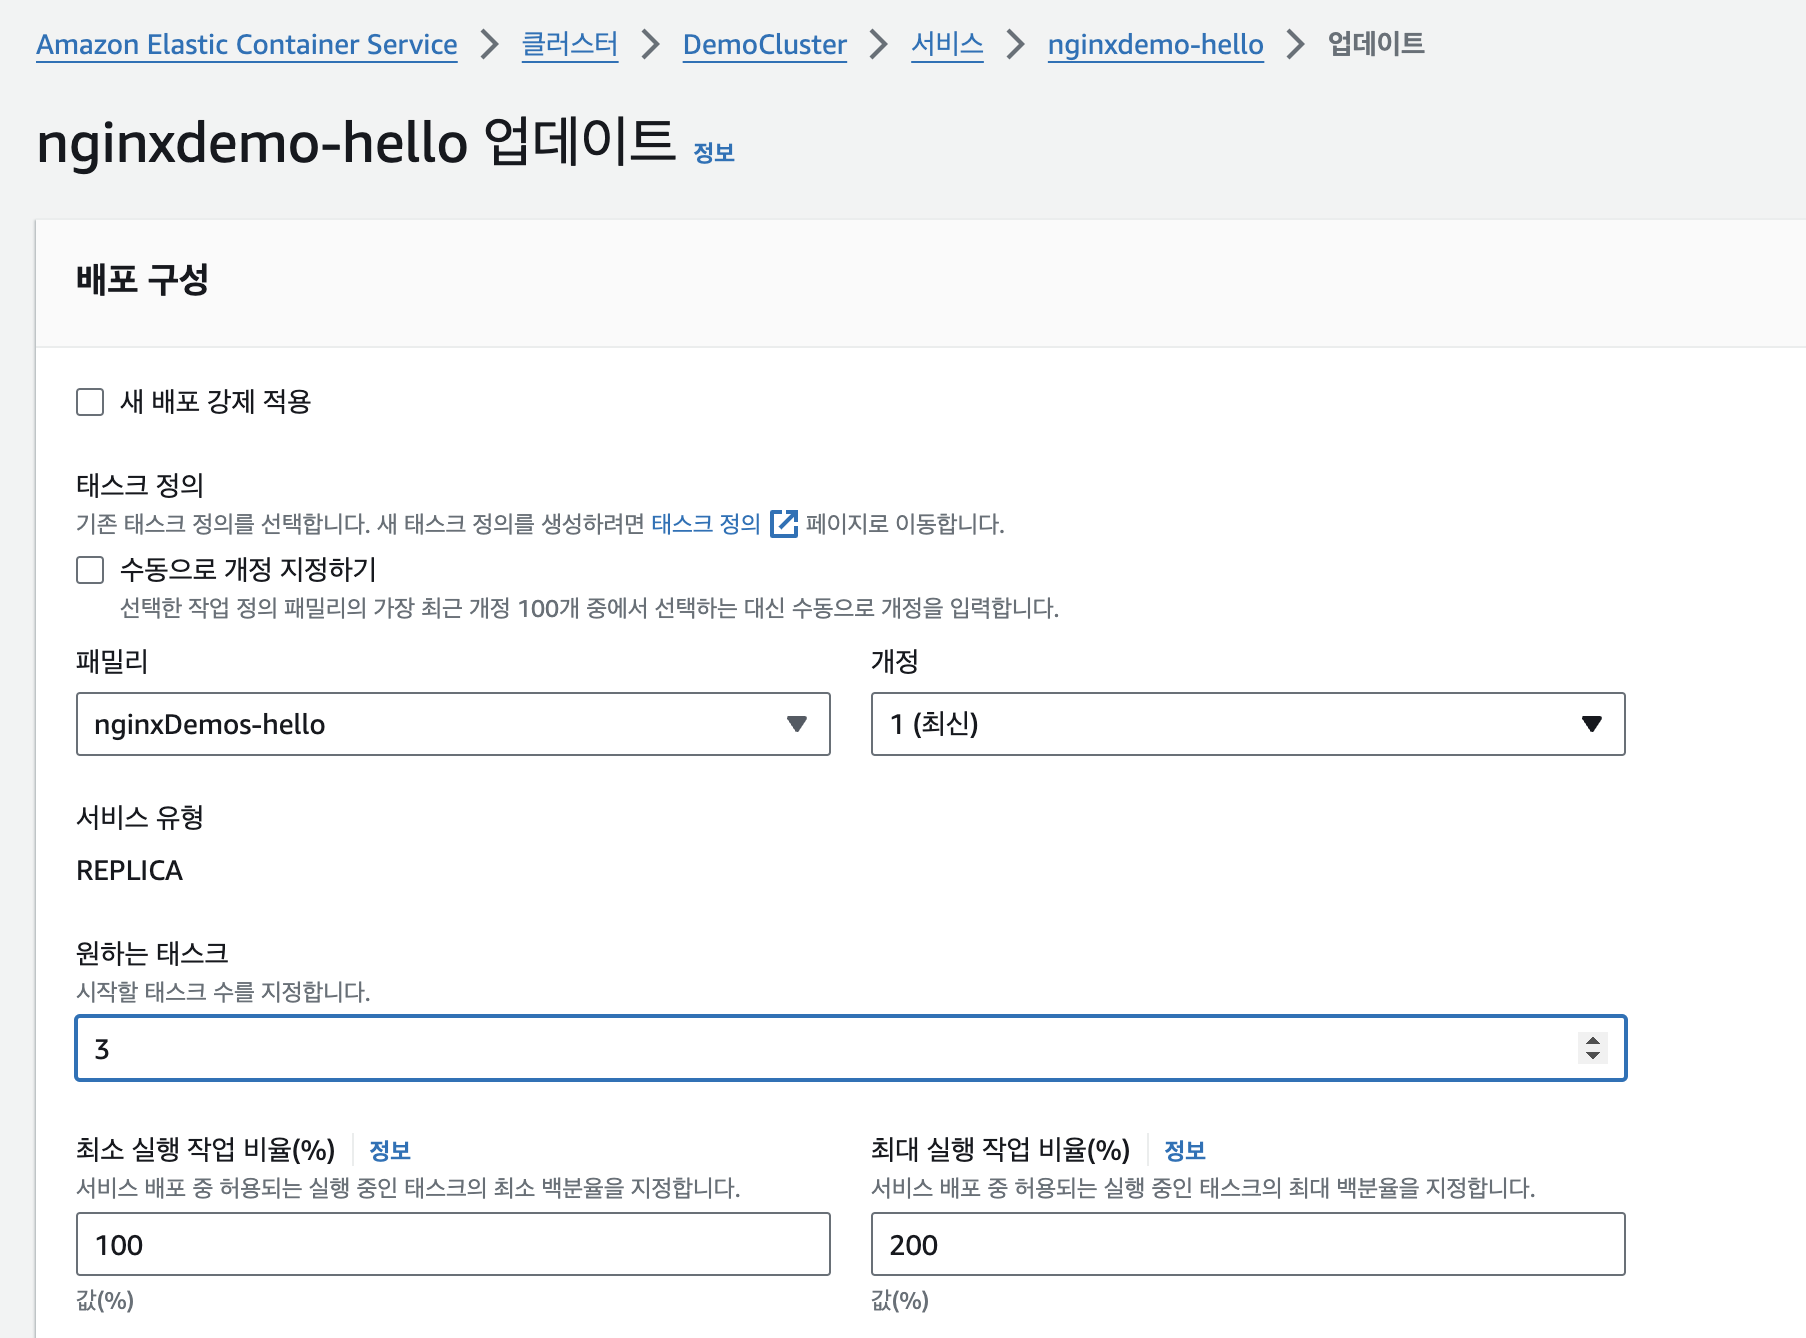 Amazon Elastic Container Service > 클러스터 > DemoCluster > 서비스 > nginxdemo-hello > 업데이트
nginxdemo-hello 업데이트 정보
배포 구성
새 배포 강제 적용
태스크 정의
기존 태스크 정의를 선택합니다. 새 태스크 정의를 생성하려면 태스크 정의 페이지로 이동합니다.
수동으로 개정 지정하기
선택한 작업 정의 패밀리의 가장 최근 개정 100개 중에서 선택하는 대신 수동으로 개정을 입력합니다.
패밀리 개정
nginxDemos-hello 1 (최신)
서비스 유형
REPLICA
원하는 태스크
시작할 태스크 수를 지정합니다.
3
최소 실행 작업 비율(%) 정보 최대 실행 작업 비율(%) 정보
서비스 배포 중 허용되는 실행 중인 태스크의 최소 백분율을 지정합니다. 서비스 배포 중 허용되는 실행 중인 태스크의 최대 백분율을 지정합니다.
100 200
값(%) 값(%)